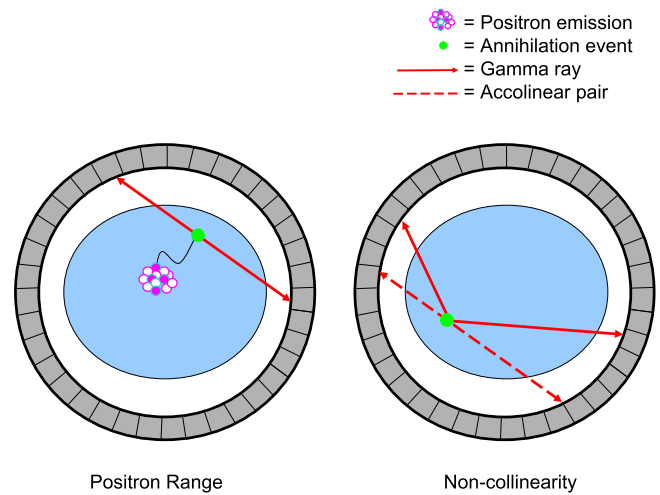 = Positron emission
= Annihilation event
= Gamma ray
= Accolinear pair
Positron Range
Non-collinearity